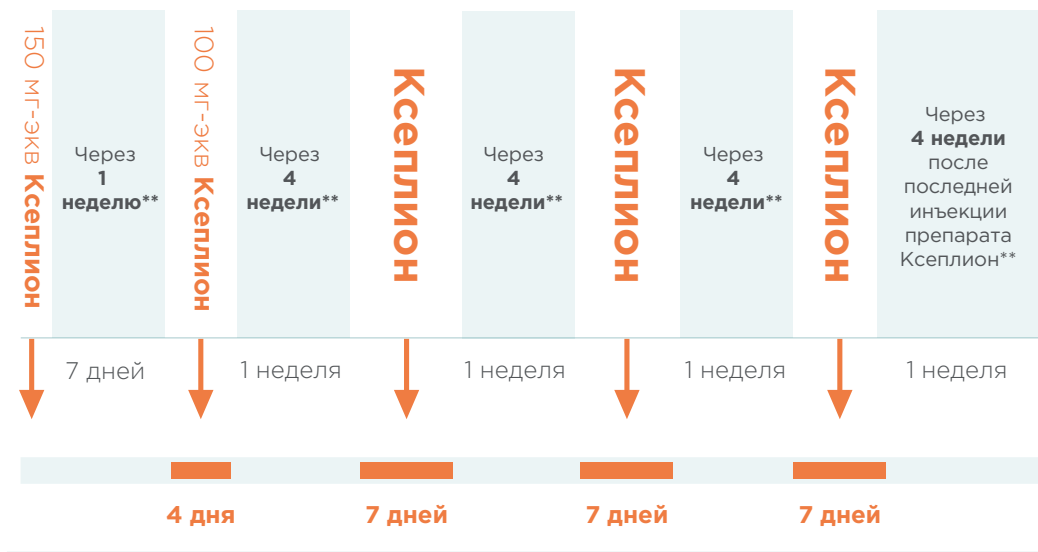 150 мг-экв Ксеплион
Через
1
неделю**
100 мг-экв Ксеплион
Через
4
недели**
Ксеплион
Через
4
недели**
Ксеплион
Через
4
недели**
Ксеплион
Через
4 недели
после
последней
инъекции
препарата
Ксеплион**
7 дней
1 неделя
1 неделя
1 неделя
1 неделя
4 дня
7 дней
7 дней
7 дней